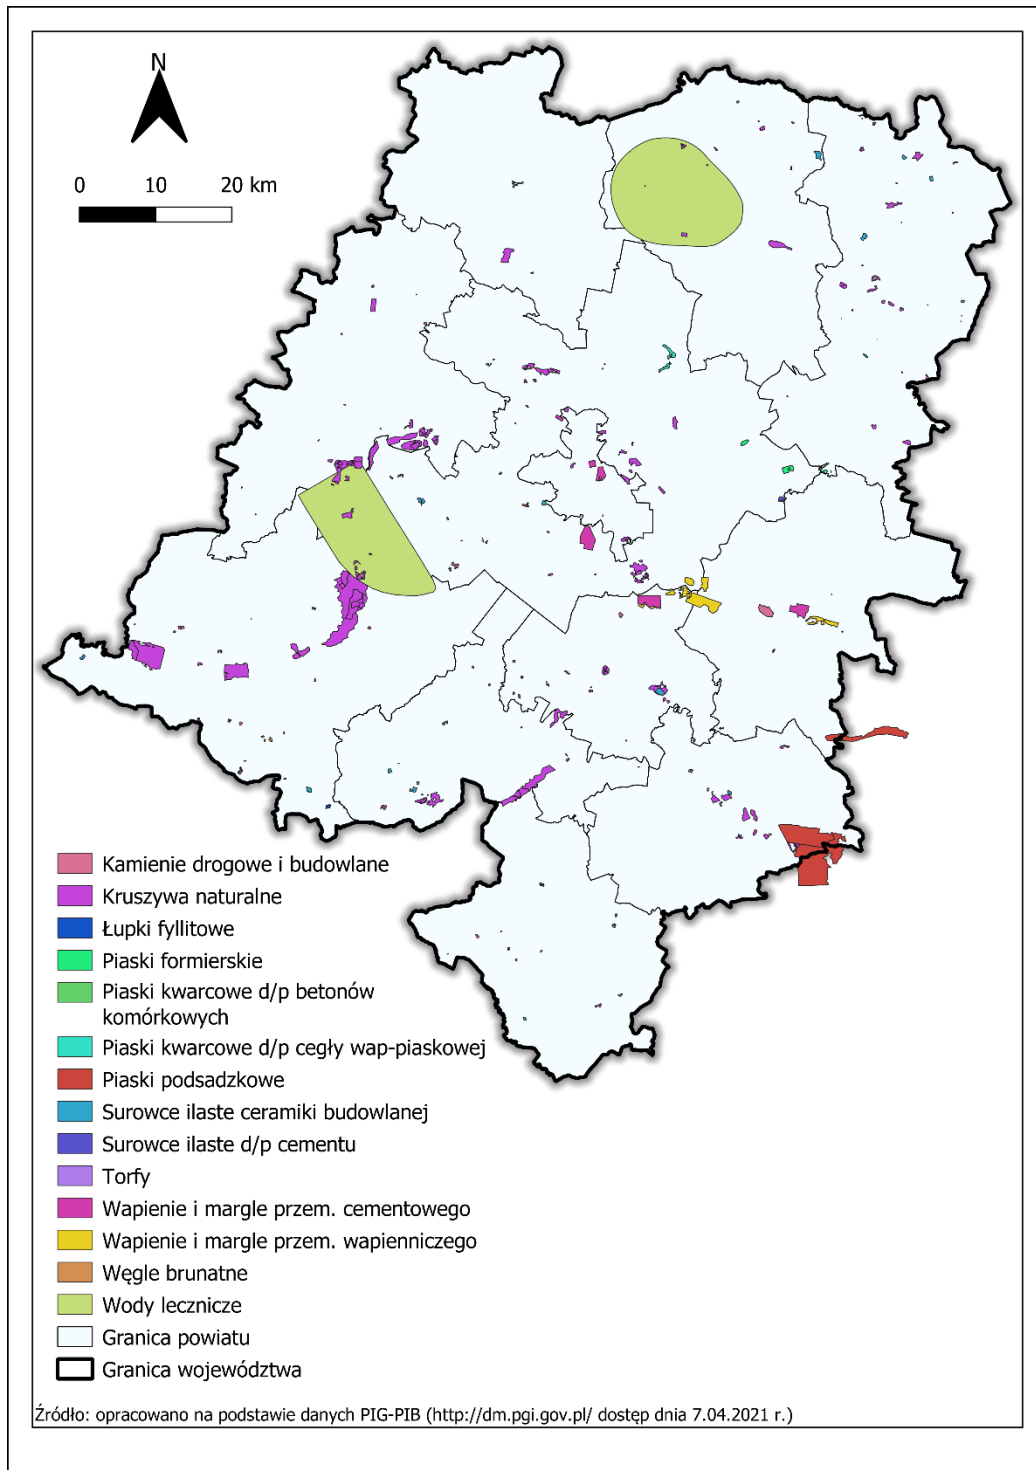 N
0 10 20 km
Kamienie drogowe i budowlane
Kruszywa naturalne
Łupki fyllitowe
Piaski formierskie
Piaski kwarcowe d/p betonów
komórkowych
Piaski kwarcowe d/p cegły wap-piaskowej
Piaski podsadzkowe
Surowce ilaste ceramiki budowlanej
Surowce ilaste d/p cementu
Torfy
Wapienie i margle przem. cementowego
Wapienie i margle przem. wapienniczego
Węgle brunatne
Wody lecznicze
Granica powiatu
Granica województwa
Źródło: opracowano na podstawie danych PIG-PIB (http://dm.pgi.gov.pl/ dostęp dnia 7.04.2021 r.)